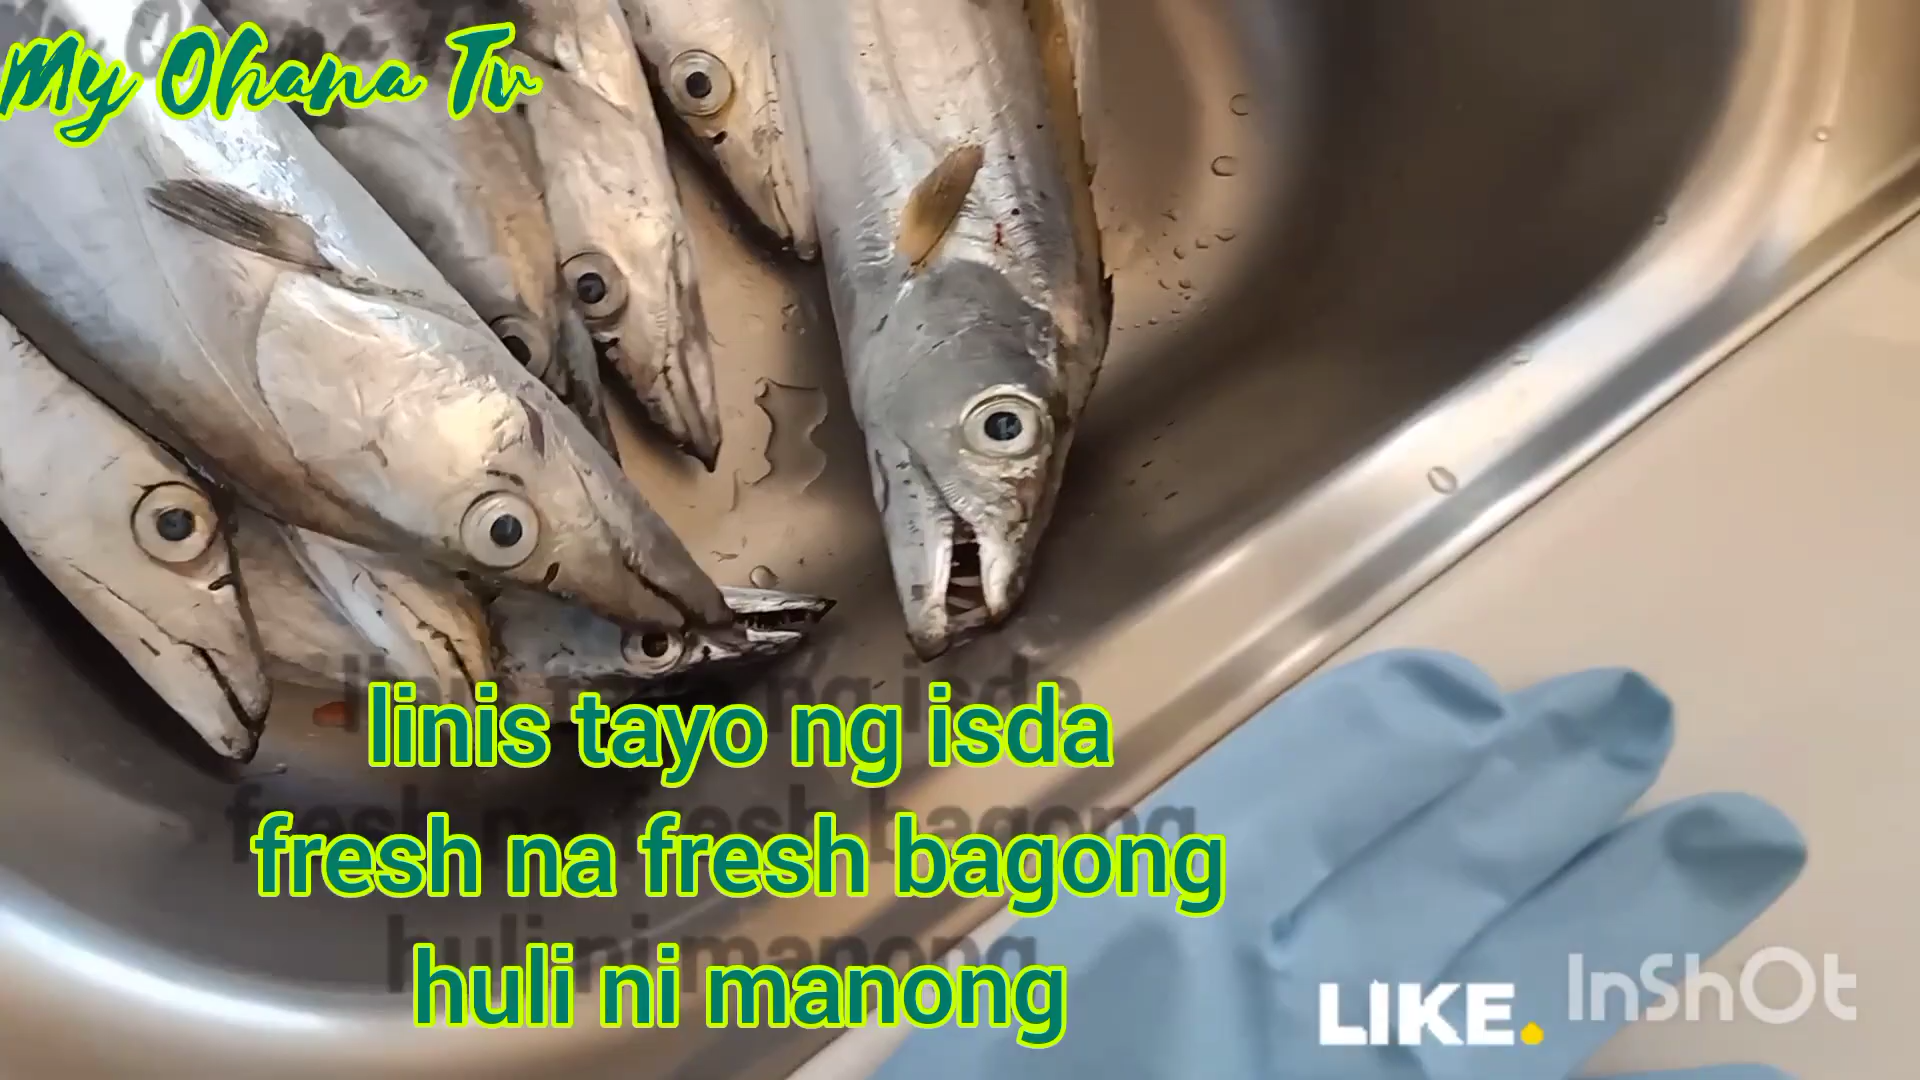 My Ohana Tv
linis tayo ng isda
fresh na fresh bagong
huli ni manong
LIKE.
InShOt